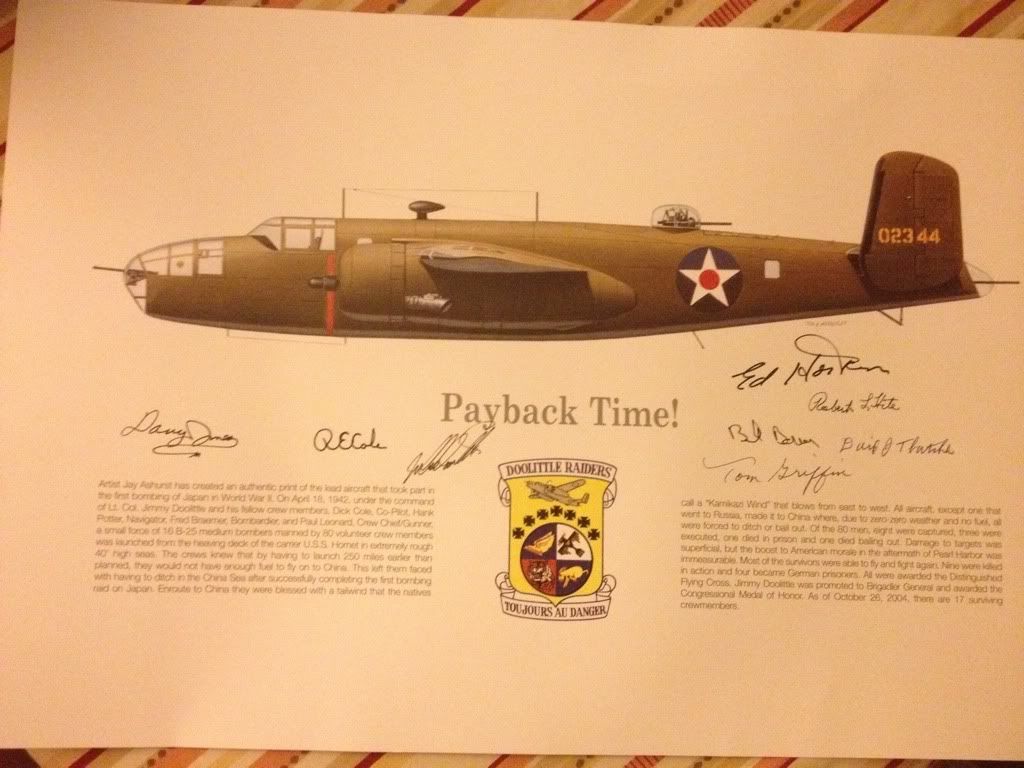 02344
Ed Horton
Robert L. Hite
Payback Time!
Davy Jones
R E Cole
Bill Bower
David J Thatcher
Tom Griffin
DOOLITTLE RAIDERS
TOUJOURS AU DANGER
Artist Jay Ashurst has created an authentic print of the lead aircraft that took part in
the first bombing of Japan in World War II. On April 18, 1942, under the command
of Lt. Col. Jimmy Doolittle and his fellow crew members, Dick Cole, Co-Pilot, Hank
Potter, Navigator, Fred Braemer, Bombardier, and Paul Leonard, Crew Chief/Gunner,
a small force of 16 B-25 medium bombers manned by 80 volunteer crew members
was launched from the heaving deck of the carrier U.S.S. Hornet in extremely rough
40' high seas. The crews knew that by having to launch 250 miles earlier than
planned, they would not have enough fuel to fly on to China. This left them faced
with having to ditch in the China Sea after successfully completing the first bombing
raid on Japan. Enroute to China they were blessed with a tailwind that the natives
call a "Kamikazi Wind" that blows from east to west. All aircraft, except one that
went to Russia, made it to China where, due to zero-zero weather and no fuel, all
were forced to ditch or bail out. Of the 80 men, eight were captured, three were
executed, one died in prison and one died bailing out. Damage to targets was
superficial, but the boost to American morale in the aftermath of Pearl Harbor was
immeasurable. Most of the survivors were able to fly and fight again. Nine were killed
in action and four became German prisoners. All were awarded the Distinguished
Flying Cross. Jimmy Doolittle was promoted to Brigadier General and awarded the
Congressional Medal of Honor. As of October 26, 2004, there are 17 surviving
crewmembers.